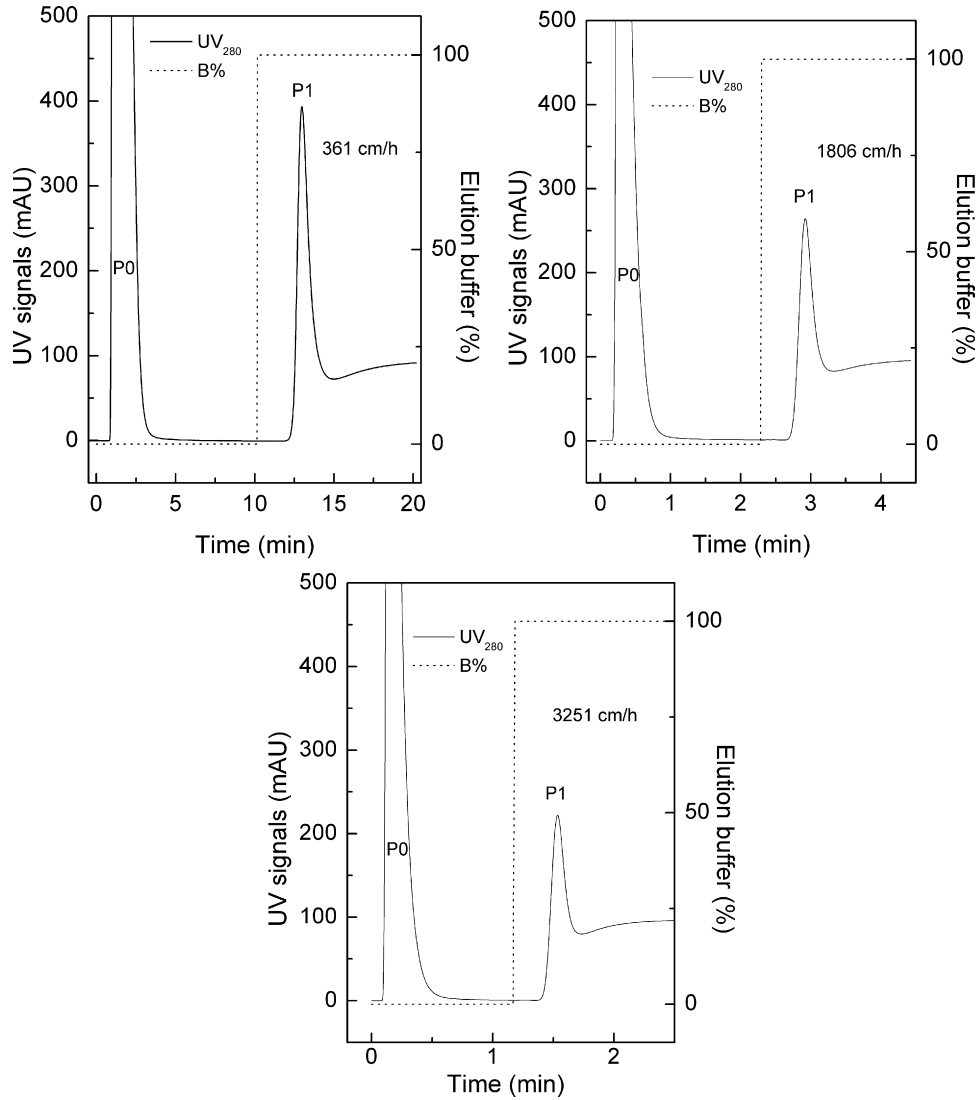 UV280
B%
P1
361 cm/h
P0
500
400
300
200
100
0
100
50
0
UV signals (mAU)
Elution buffer (%)
0
5
10
15
20
Time (min)
UV280
B%
1806 cm/h
P1
P0
500
400
300
200
100
0
100
50
0
UV signals (mAU)
Elution buffer (%)
0
1
2
3
4
Time (min)
UV280
B%
3251 cm/h
P1
P0
500
400
300
200
100
0
100
50
0
UV signals (mAU)
Elution buffer (%)
0
1
2
Time (min)